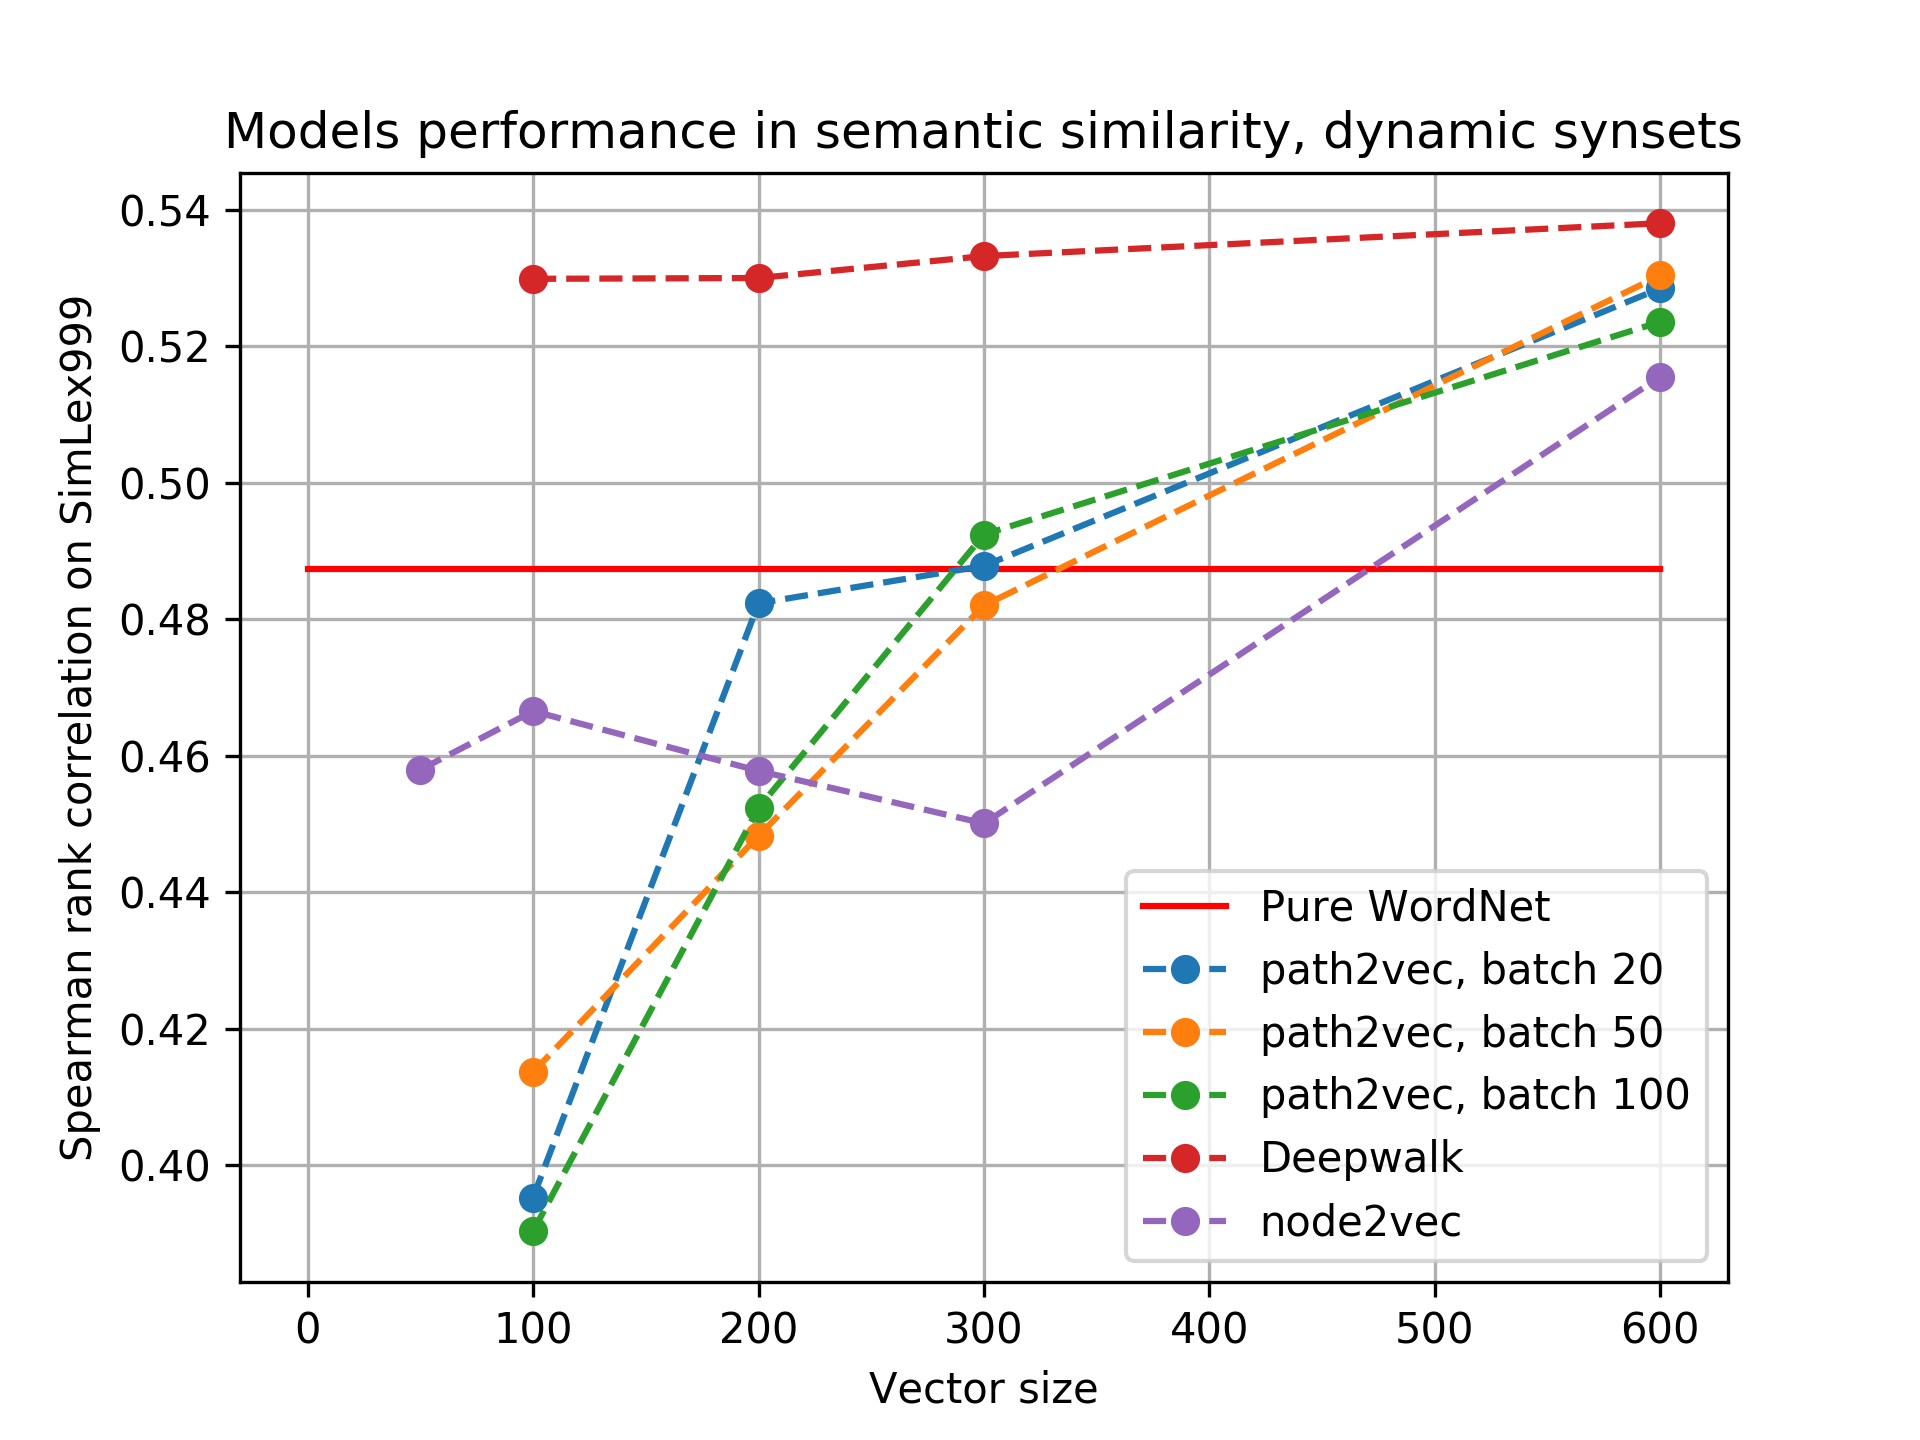 Models performance in semantic similarity, dynamic synsets
Spearman rank correlation on SimLex999
0.54
0.52
0.50
0.48
0.46
0.44
0.42
0.40
Pure WordNet
path2vec, batch 20
path2vec, batch 50
path2vec, batch 100
Deepwalk
node2vec
0 100 200 300 400 500 600
Vector size